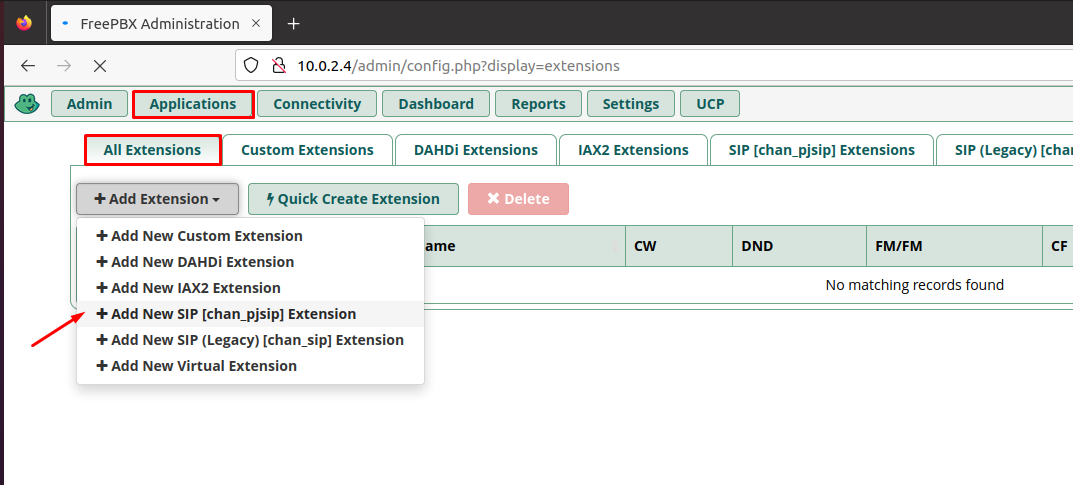 FreePBX Administration
10.0.2.4/admin/config.php?display=extensions
Admin Applications Connectivity Dashboard Reports Settings UCP
All Extensions Custom Extensions DAHDi Extensions IAX2 Extensions SIP [chan_pjsip] Extensions SIP (Legacy) [cha
Add Extension Quick Create Extension Delete
ame CW DND FM/FM CF
Add New Custom Extension
Add New DAHDi Extension
Add New IAX2 Extension
No matching records found
Add New SIP [chan_pjsip] Extension
Add New SIP (Legacy) [chan_sip] Extension
Add New Virtual Extension